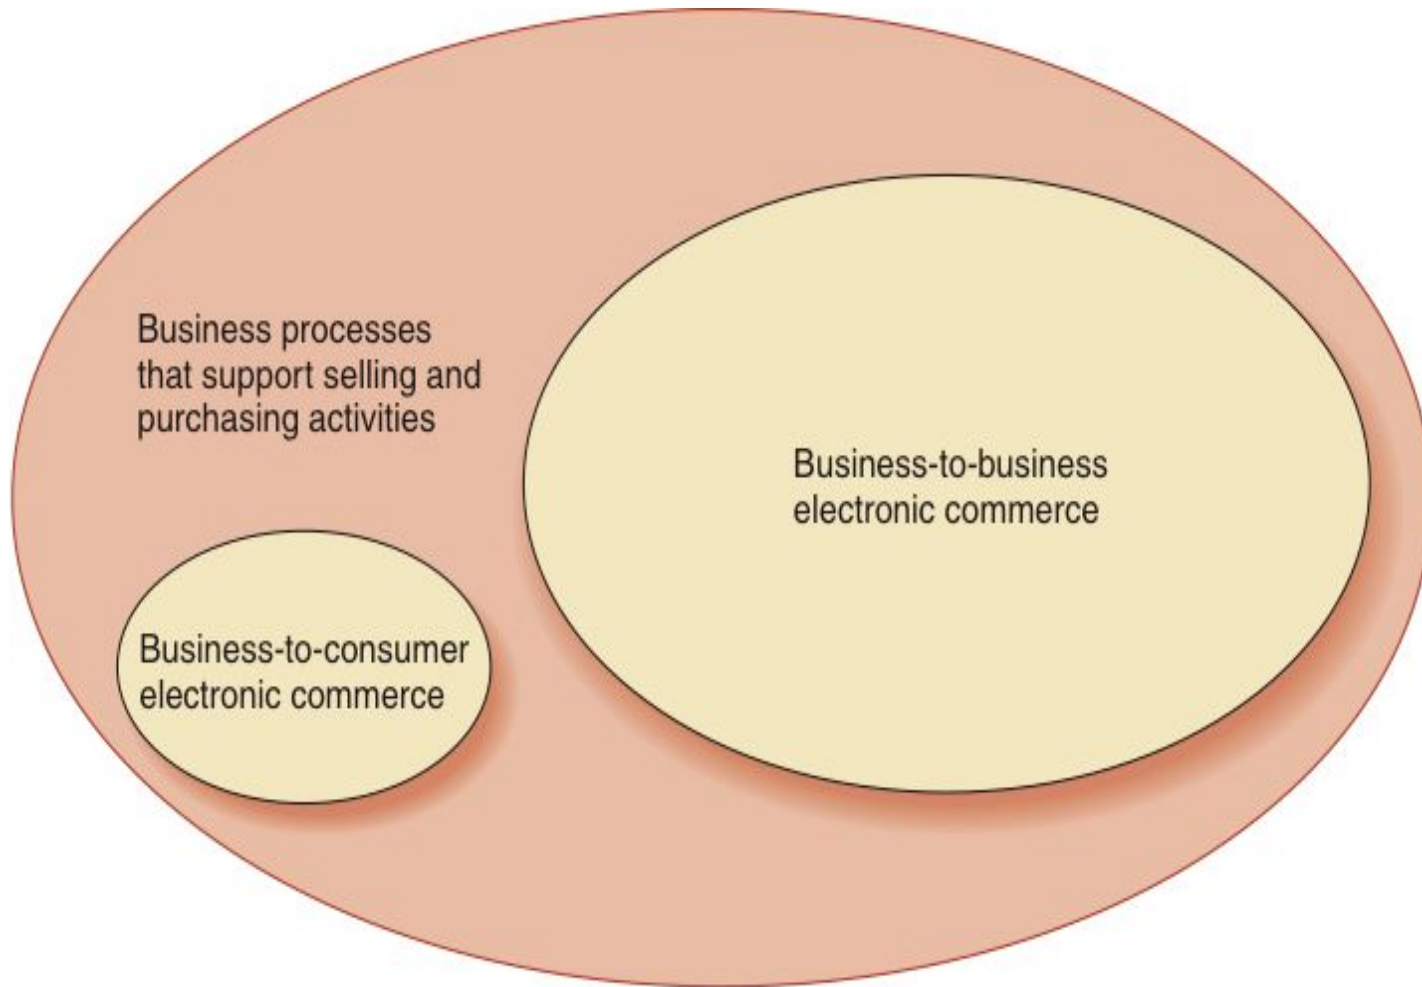 Business processes
that support selling and
purchasing activities
Business-to-business
electronic commerce
Business-to-consumer
electronic commerce